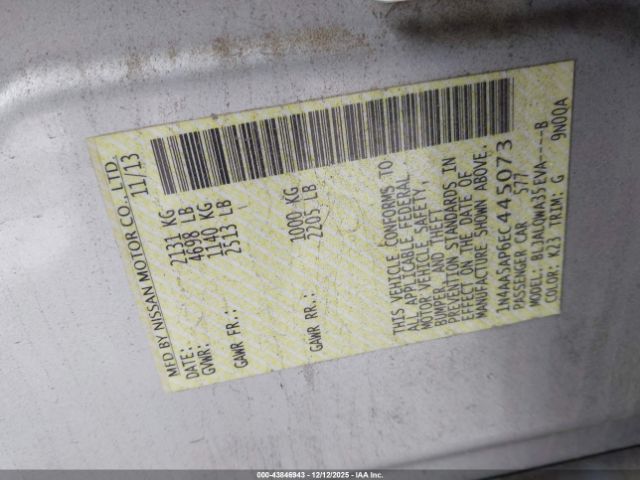 MFD BY NISSAN MOTOR CO., LTD.
DATE: 11/13
GVWR: 2131 KG
4698 LB
GAWR FR.: 1140 KG
2513 LB
GAWR RR.: 1000 KG
2205 LB
THIS VEHICLE CONFORMS TO
ALL APPLICABLE FEDERAL
MOTOR VEHICLE SAFETY,
BUMPER, AND THEFT
PREVENTION STANDARDS IN
EFFECT ON THE DATE OF
MANUFACTURE SHOWN ABOVE.
1N4AA5AP6EC445073
PASSENGER CAR 577
MODEL: BL3ALVWA35EVA----B
COLOR: K23 TRIM: G 9N00A
000-43846943 - 12/12/2025 - IAA Inc.